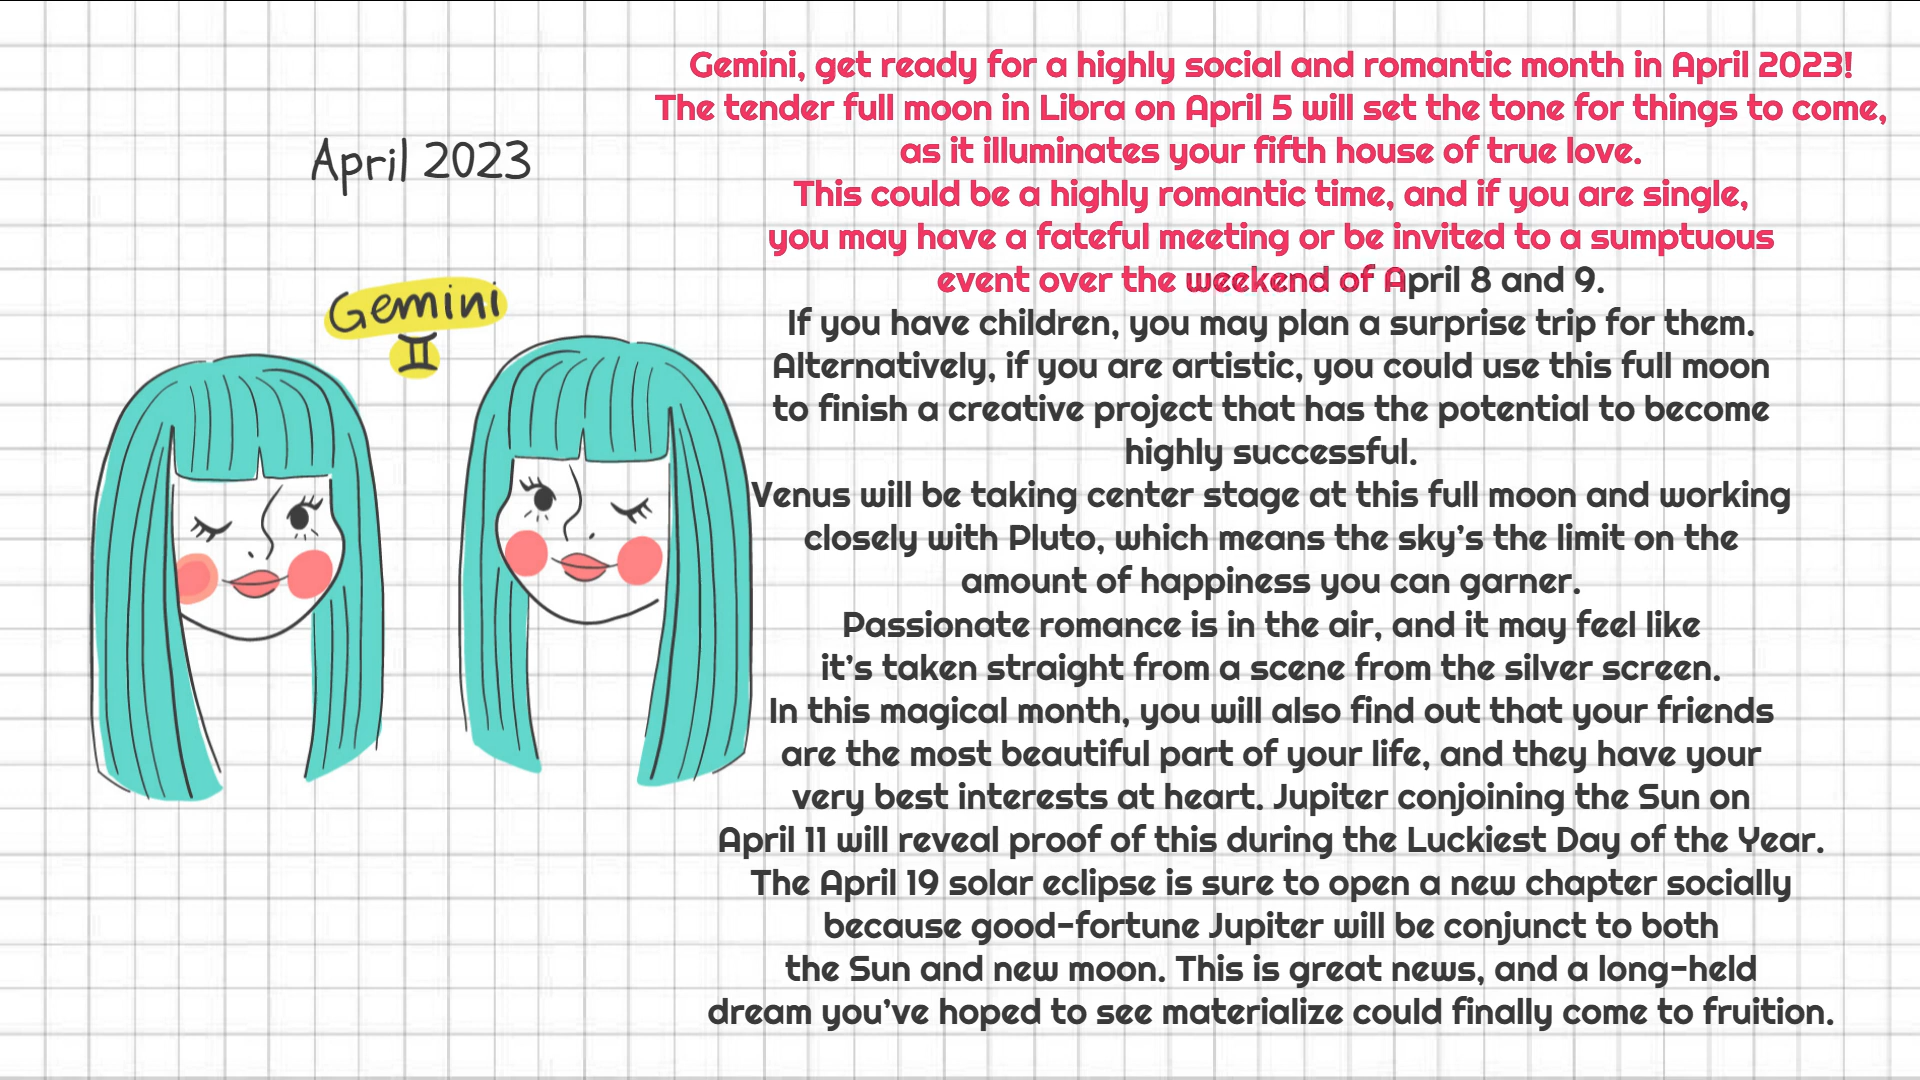 April 2023
Gemini
♊
Gemini, get ready for a highly social and romantic month in April 2023!
The tender full moon in Libra on April 5 will set the tone for things to come,
as it illuminates your fifth house of true love.
This could be a highly romantic time, and if you are single,
you may have a fateful meeting or be invited to a sumptuous
event over the weekend of April 8 and 9.
If you have children, you may plan a surprise trip for them.
Alternatively, if you are artistic, you could use this full moon
to finish a creative project that has the potential to become
highly successful.
Venus will be taking center stage at this full moon and working
closely with Pluto, which means the sky's the limit on the
amount of happiness you can garner.
Passionate romance is in the air, and it may feel like
it's taken straight from a scene from the silver screen.
In this magical month, you will also find out that your friends
are the most beautiful part of your life, and they have your
very best interests at heart. Jupiter conjoining the Sun on
April 11 will reveal proof of this during the Luckiest Day of the Year.
The April 19 solar eclipse is sure to open a new chapter socially
because good-fortune Jupiter will be conjunct to both
the Sun and new moon. This is great news, and a long-held
dream you've hoped to see materialize could finally come to fruition.